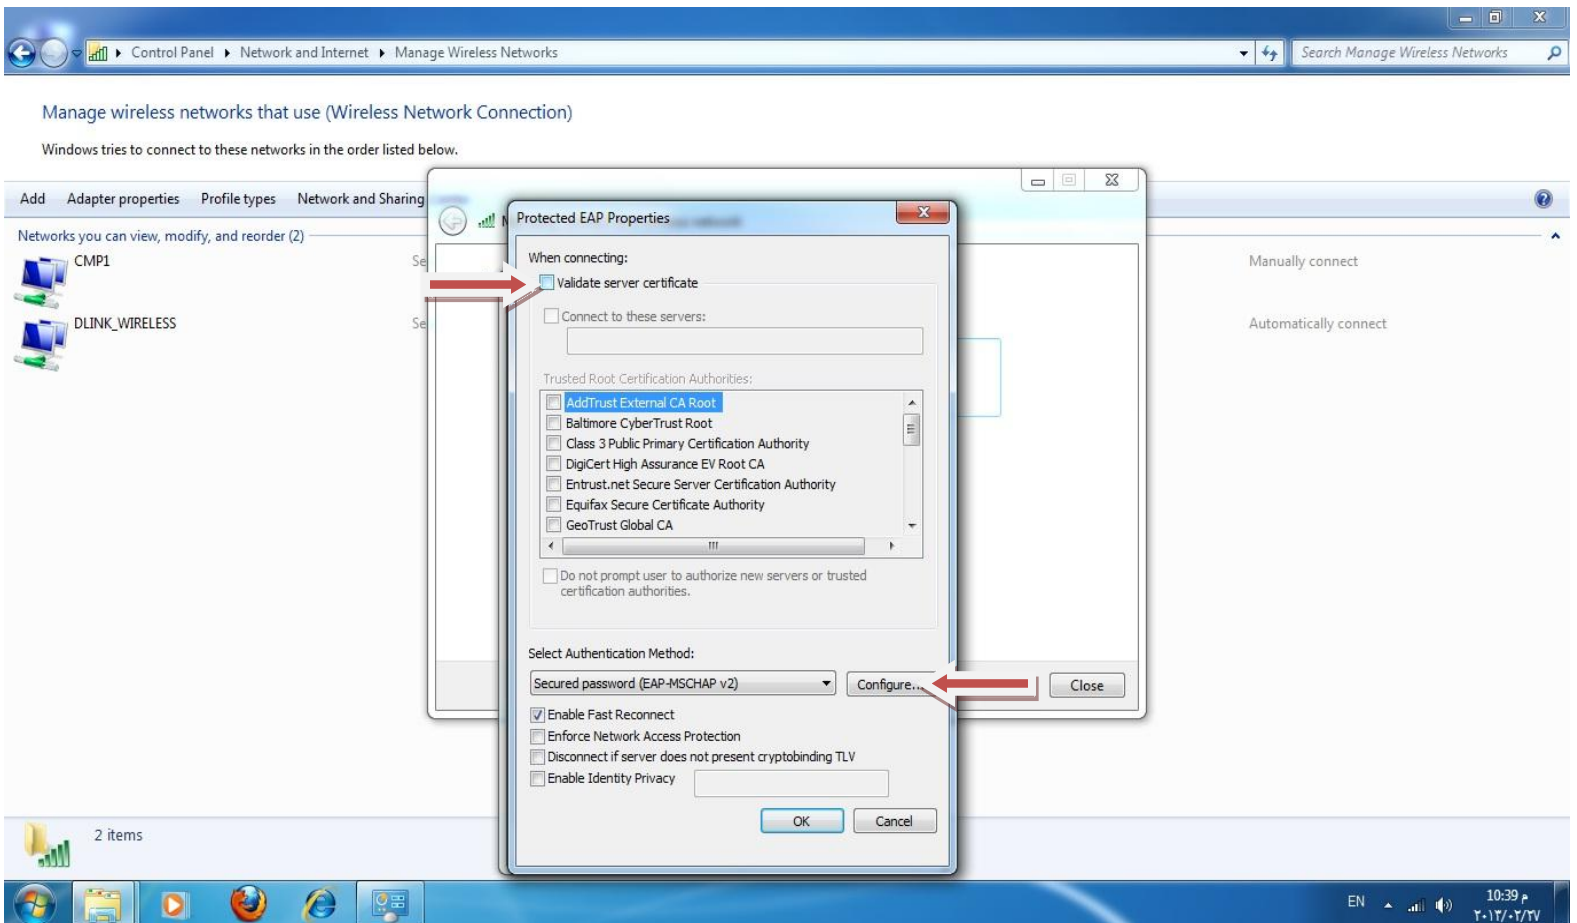 Control Panel ▸ Network and Internet ▸ Manage Wireless Networks
Search Manage Wireless Networks
Manage wireless networks that use (Wireless Network Connection)
Windows tries to connect to these networks in the order listed below.
Add Adapter properties Profile types Network and Sharing
Networks you can view, modify, and reorder (2)
CMP1 Se Manually connect
DLINK_WIRELESS Se Automatically connect
Protected EAP Properties
When connecting:
Validate server certificate
Connect to these servers:
Trusted Root Certification Authorities:
AddTrust External CA Root
Baltimore CyberTrust Root
Class 3 Public Primary Certification Authority
DigiCert High Assurance EV Root CA
Entrust.net Secure Server Certification Authority
Equifax Secure Certificate Authority
GeoTrust Global CA
Do not prompt user to authorize new servers or trusted
certification authorities.
Select Authentication Method:
Secured password (EAP-MSCHAP v2) Configure... Close
Enable Fast Reconnect
Enforce Network Access Protection
Disconnect if server does not present cryptobinding TLV
Enable Identity Privacy
OK Cancel
2 items
EN 10:39 م
٢٠١٣/٠٢/٢٧